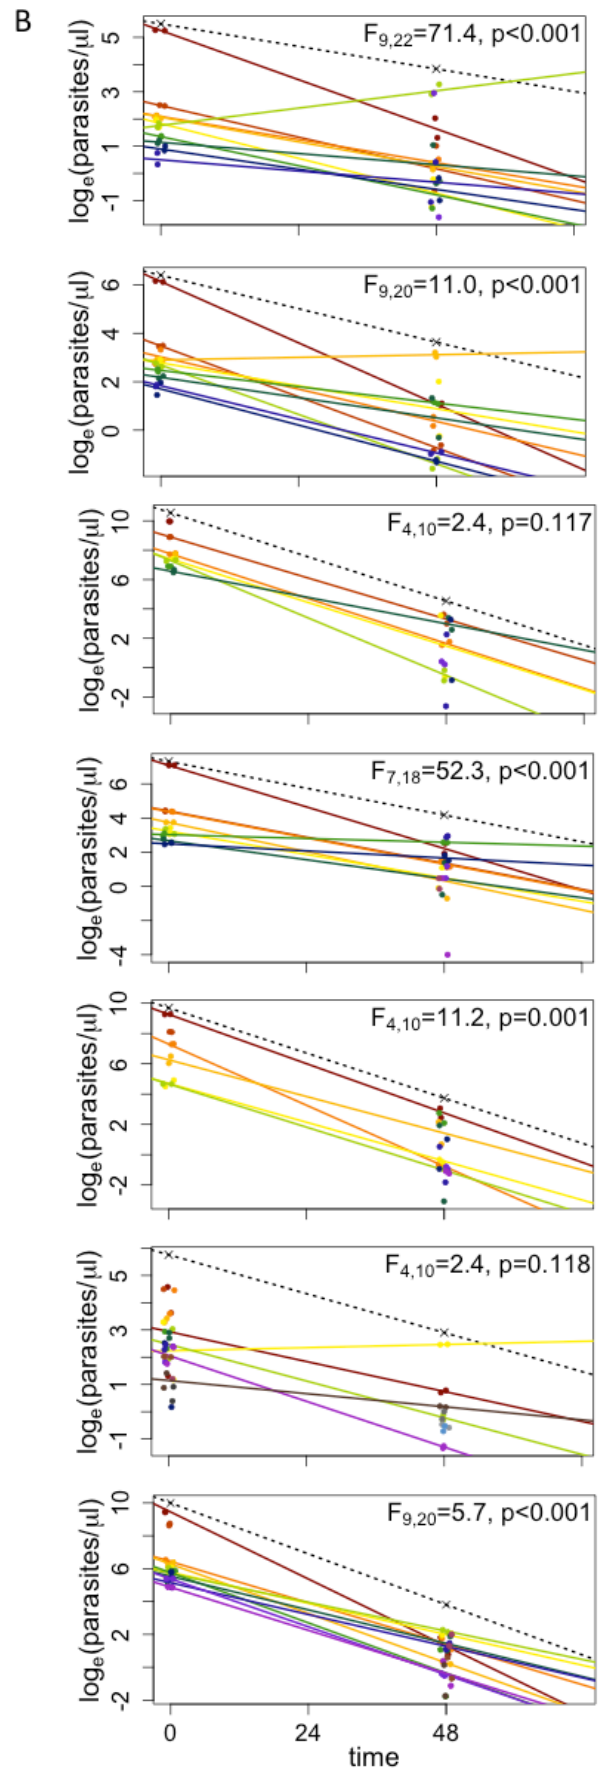 B
F9,22=71.4, p<0.001
loge(parasites/μl)
5
3
1
-1
F9,20=11.0, p<0.001
loge(parasites/μl)
6
4
2
0
F4,10=2.4, p=0.117
loge(parasites/μl)
10
6
2
-2
F7,18=52.3, p<0.001
loge(parasites/μl)
6
4
2
0
-4
F4,10=11.2, p=0.001
loge(parasites/μl)
10
6
2
-2
F4,10=2.4, p=0.118
loge(parasites/μl)
5
3
1
-1
F9,20=5.7, p<0.001
loge(parasites/μl)
10
6
2
-2
0 24 48
time